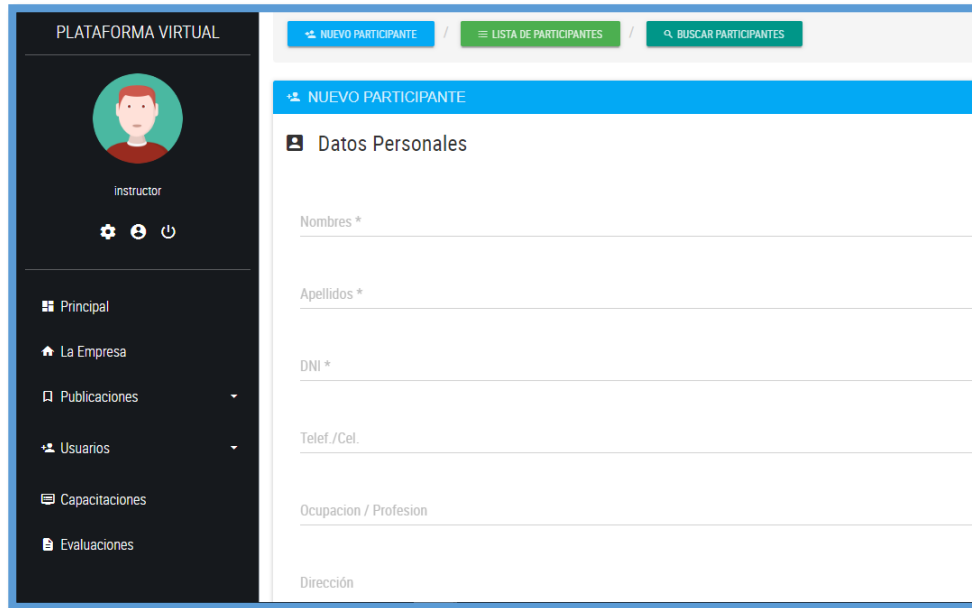 PLATAFORMA VIRTUAL
instructor
Principal
La Empresa
Publicaciones
Usuarios
Capacitaciones
Evaluaciones
NUEVO PARTICIPANTE / LISTA DE PARTICIPANTES / BUSCAR PARTICIPANTES
NUEVO PARTICIPANTE
Datos Personales
Nombres *
Apellidos *
DNI *
Telef./Cel.
Ocupacion / Profesion
Dirección